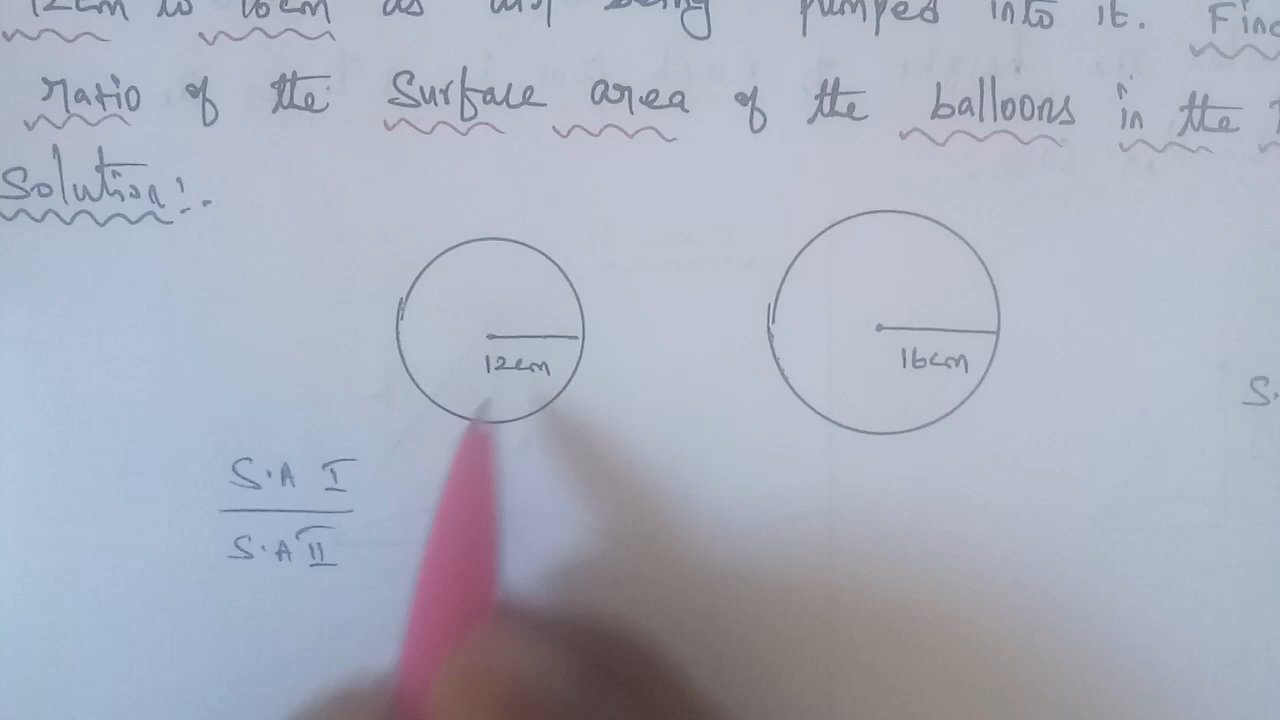 12cm to 16cm as air being pumped into it. Find
ratio of the Surface area of the balloons in the
Solution:-
12cm
16cm
S.
S.A I
S.A II